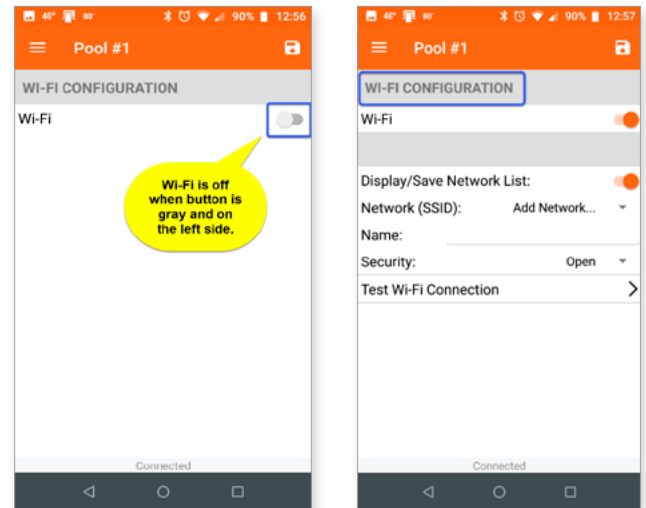 46° 80° 90% 12:56
Pool #1
WI-FI CONFIGURATION
Wi-Fi
Wi-Fi is off
when button is
gray and on
the left side.
Connected
46° 80° 90% 12:57
Pool #1
WI-FI CONFIGURATION
Wi-Fi
Display/Save Network List:
Network (SSID): Add Network...
Name:
Security: Open
Test Wi-Fi Connection
Connected